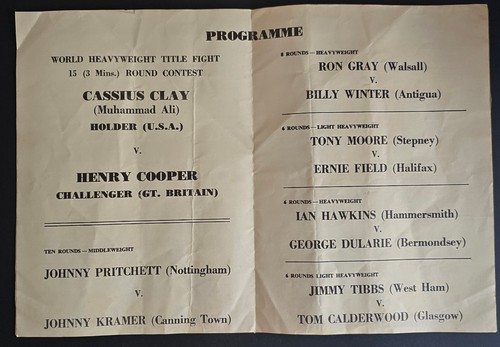 PROGRAMME
WORLD HEAVYWEIGHT TITLE FIGHT
15 (3 Mins.) ROUND CONTEST
CASSIUS CLAY
(Muhammad Ali)
HOLDER (U.S.A.)
V.
HENRY COOPER
CHALLENGER (GT. BRITAIN)
TEN ROUNDS—MIDDLEWEIGHT
JOHNNY PRITCHETT (Nottingham)
V.
JOHNNY KRAMER (Canning Town)
8 ROUNDS—HEAVYWEIGHT
RON GRAY (Walsall)
V.
BILLY WINTER (Antigua)
6 ROUNDS—LIGHT HEAVYWEIGHT
TONY MOORE (Stepney)
V.
ERNIE FIELD (Halifax)
6 ROUNDS—HEAVYWEIGHT
IAN HAWKINS (Hammersmith)
V.
GEORGE DULARIE (Bermondsey)
6 ROUNDS LIGHT HEAVYWEIGHT
JIMMY TIBBS (West Ham)
V.
TOM CALDERWOOD (Glasgow)